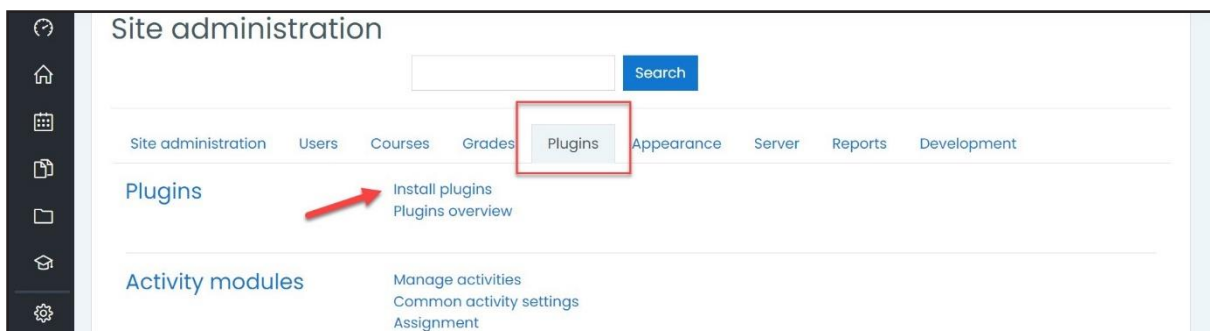 Site administration
Search
Site administration Users Courses Grades Plugins Appearance Server Reports Development
Plugins
Install plugins
Plugins overview
Activity modules
Manage activities
Common activity settings
Assignment